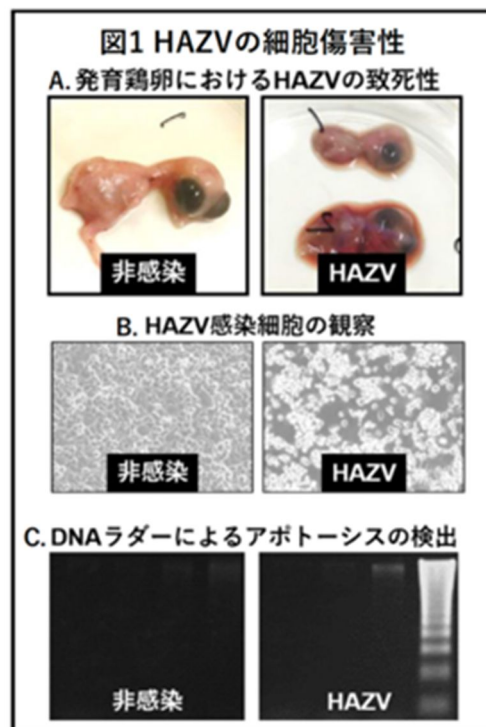 図1 HAZVの細胞傷害性
A. 発育鶏卵におけるHAZVの致死性
非感染
HAZV
B. HAZV感染細胞の観察
非感染
HAZV
C. DNAラダーによるアポトーシスの検出
非感染
HAZV